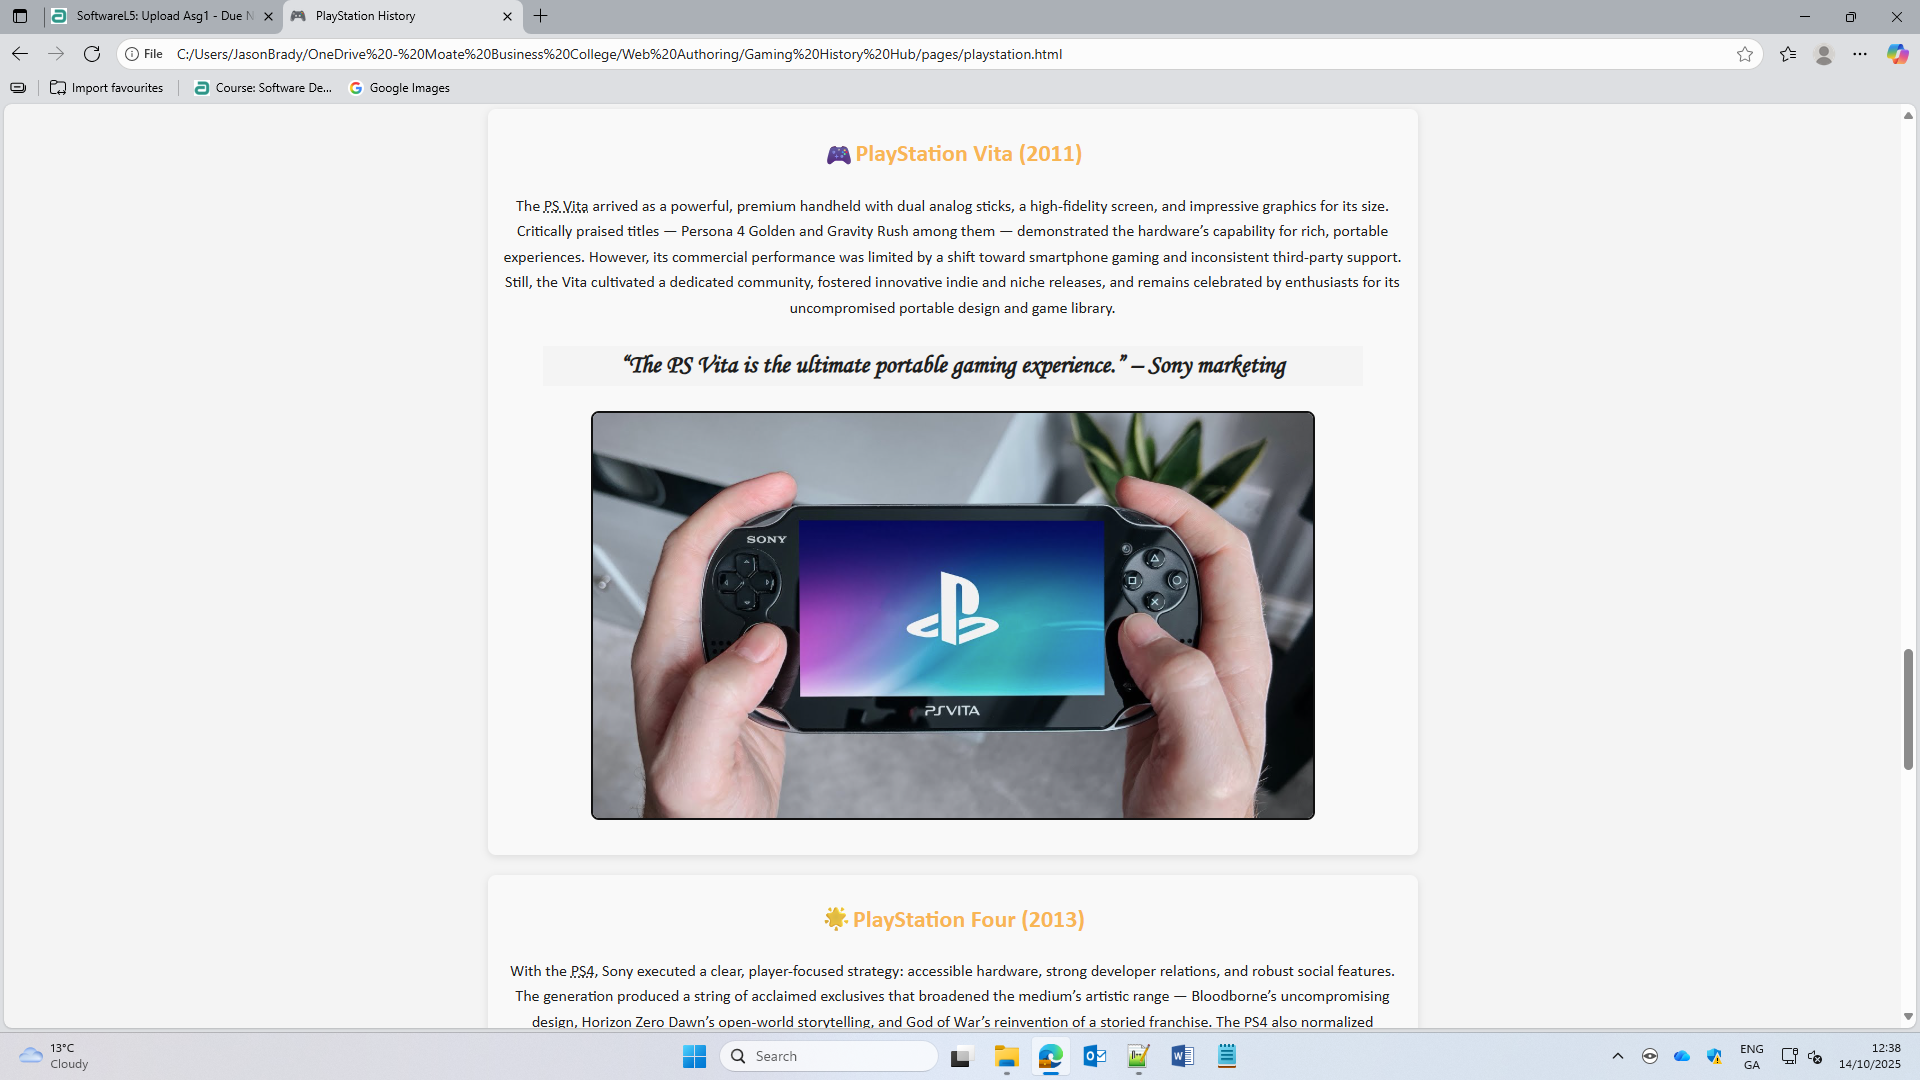 SoftwareL5: Upload Asg1 - Due N
PlayStation History
File
C:/Users/JasonBrady/OneDrive%20-%20Moate%20Business%20College/Web%20Authoring/Gaming%20History%20Hub/pages/playstation.html
Import favourites
Course: Software De...
Google Images
PlayStation Vita (2011)
The PS Vita arrived as a powerful, premium handheld with dual analog sticks, a high-fidelity screen, and impressive graphics for its size.
Critically praised titles — Persona 4 Golden and Gravity Rush among them — demonstrated the hardware’s capability for rich, portable
experiences. However, its commercial performance was limited by a shift toward smartphone gaming and inconsistent third-party support.
Still, the Vita cultivated a dedicated community, fostered innovative indie and niche releases, and remains celebrated by enthusiasts for its
uncompromised portable design and game library.
“The PS Vita is the ultimate portable gaming experience.” — Sony marketing
SONY
PSVITA
PlayStation Four (2013)
With the PS4, Sony executed a clear, player-focused strategy: accessible hardware, strong developer relations, and robust social features.
The generation produced a string of acclaimed exclusives that broadened the medium’s artistic range — Bloodborne’s uncompromising
design, Horizon Zero Dawn’s open-world storytelling, and God of War’s reinvention of a storied franchise. The PS4 also normalized
13°C
Cloudy
Search
ENG
GA
12:38
14/10/2025